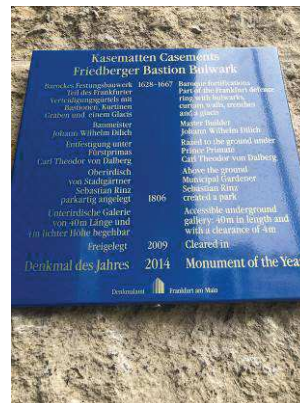 Kasematten Casements
Friedberger Bastion Bulwark
Barockes Festungsbauwerk 1628–1667 Baroque fortifications
Teil des Frankfurter Part of the Frankfurt defence
Verteidigungsgürtels mit ring with bulwarks,
Bastionen, Kurtinen curtain walls, trenches
Graben und einem Glacis and a glacis
Baumeister Master Builder
Johann Wilhelm Dilich Johann Wilhelm Dilich
Entfestigung unter Razed to the ground under
Fürstprimas Prince Primate
Carl Theodor von Dalberg Carl Theodor von Dalberg
Oberirdisch Above the ground
von Stadtgärtner Municipal Gardener
Sebastian Rinz Sebastian Rinz
parkartig angelegt 1806 created a park
Unterirdische Galerie Accessible underground
von 40m Länge und gallery: 40m in length and
4m lichter Höhe begehbar with a clearance of 4m
Freigelegt 2009 Cleared in
Denkmal des Jahres 2014 Monument of the Yea
Denkmalamt Frankfurt am Main